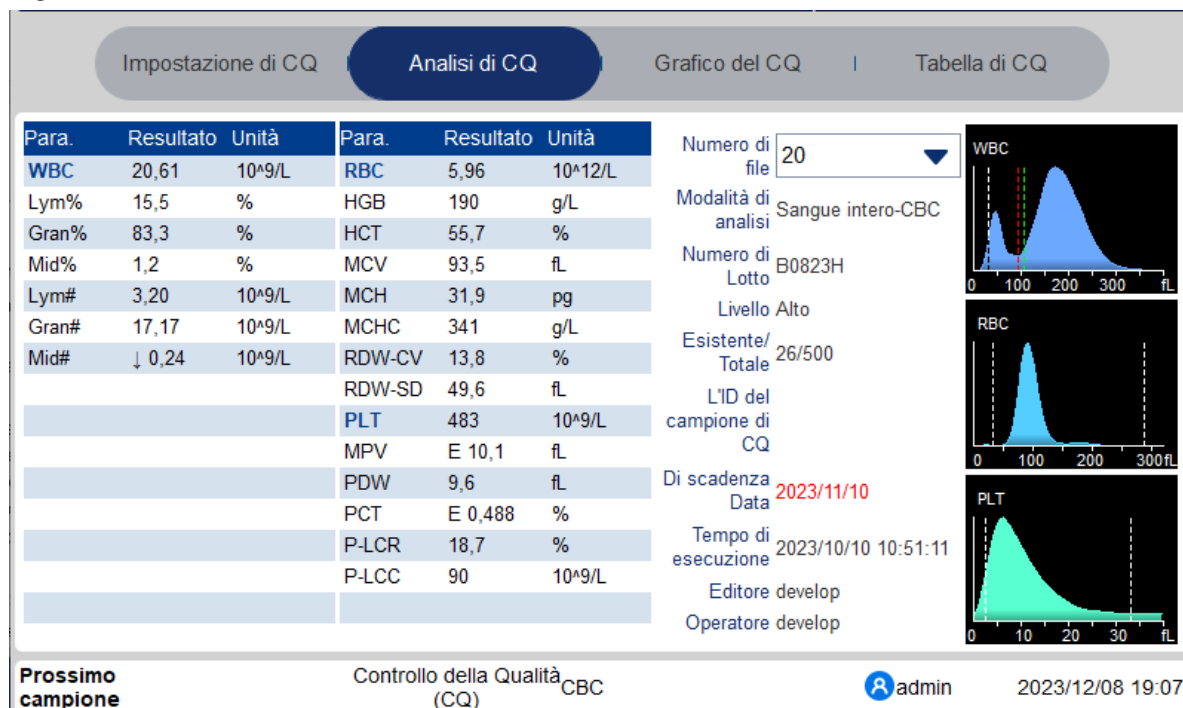 Impostazione di CQ | Analisi di CQ | Grafico del CQ | Tabella di CQ
Para. Resultato Unità Para. Resultato Unità
WBC 20,61 10^9/L RBC 5,96 10^12/L
Lym% 15,5 % HGB 190 g/L
Gran% 83,3 % HCT 55,7 %
Mid% 1,2 % MCV 93,5 fL
Lym# 3,20 10^9/L MCH 31,9 pg
Gran# 17,17 10^9/L MCHC 341 g/L
Mid# ↓ 0,24 10^9/L RDW-CV 13,8 %
RDW-SD 49,6 fL
PLT 483 10^9/L
MPV E 10,1 fL
PDW 9,6 fL
PCT E 0,488 %
P-LCR 18,7 %
P-LCC 90 10^9/L
Numero di
file 20
Modalità di
analisi Sangue intero-CBC
Numero di
Lotto B0823H
Livello Alto
Esistente/
Totale 26/500
L'ID del
campione di
CQ
Di scadenza
Data 2023/11/10
Tempo di
esecuzione 2023/10/10 10:51:11
Editore develop
Operatore develop
WBC
0 100 200 300 fL
RBC
0 100 200 300fL
PLT
0 10 20 30 fL
Prossimo
campione
Controllo della Qualità
(CQ)
CBC
admin
2023/12/08 19:07